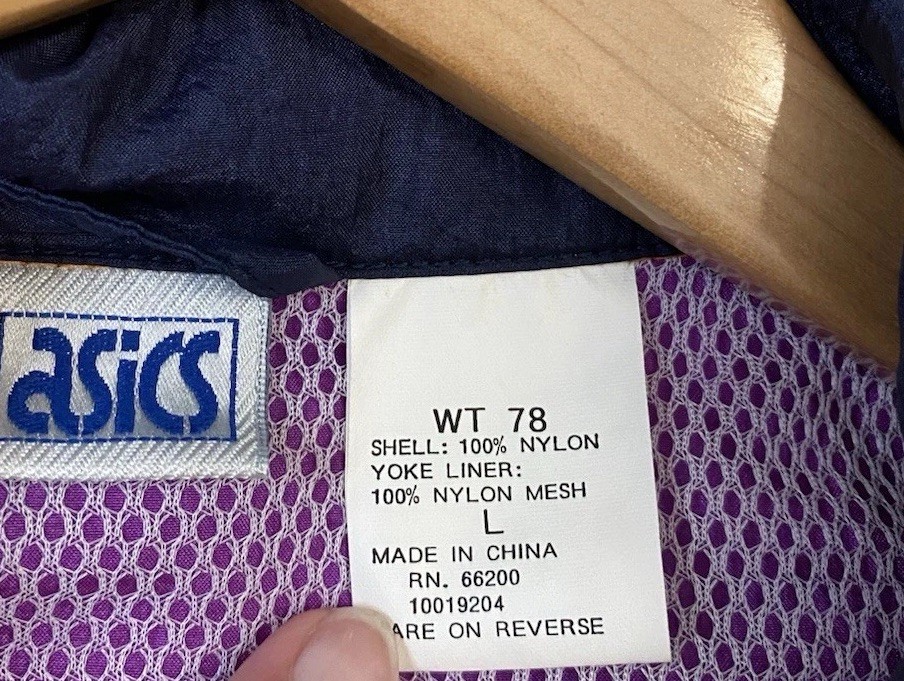 asics
WT 78
SHELL: 100% NYLON
YOKE LINER:
100% NYLON MESH
L
MADE IN CHINA
RN. 66200
10019204
ARE ON REVERSE